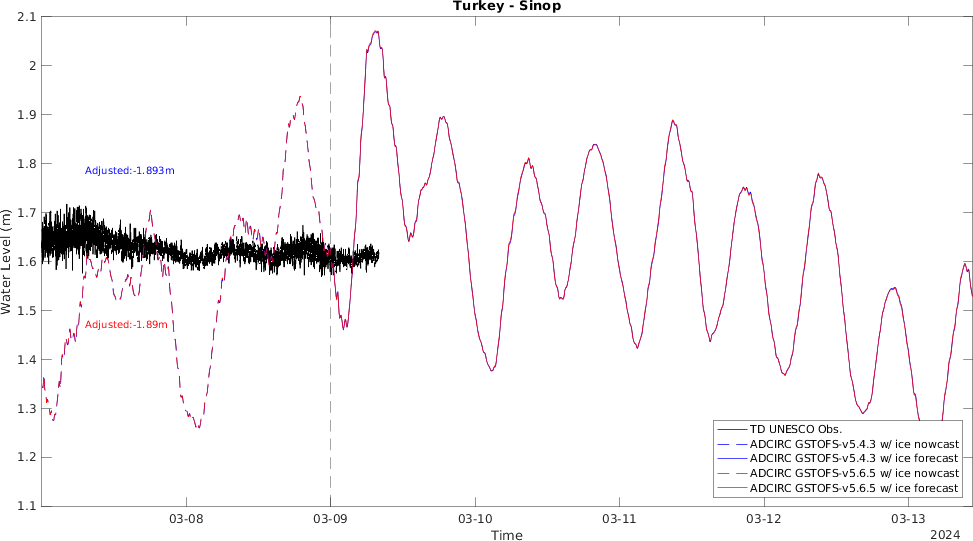 Turkey - Sinop
2.1
2
1.9
1.8
1.7
1.6
1.5
1.4
1.3
1.2
1.1
Water Level (m)
Adjusted:-1.893m
Adjusted:-1.89m
TD UNESCO Obs.
ADCIRC GSTOFS-v5.4.3 w/ ice nowcast
ADCIRC GSTOFS-v5.4.3 w/ ice forecast
ADCIRC GSTOFS-v5.6.5 w/ ice nowcast
ADCIRC GSTOFS-v5.6.5 w/ ice forecast
03-08 03-09 03-10 03-11 03-12 03-13
Time
2024